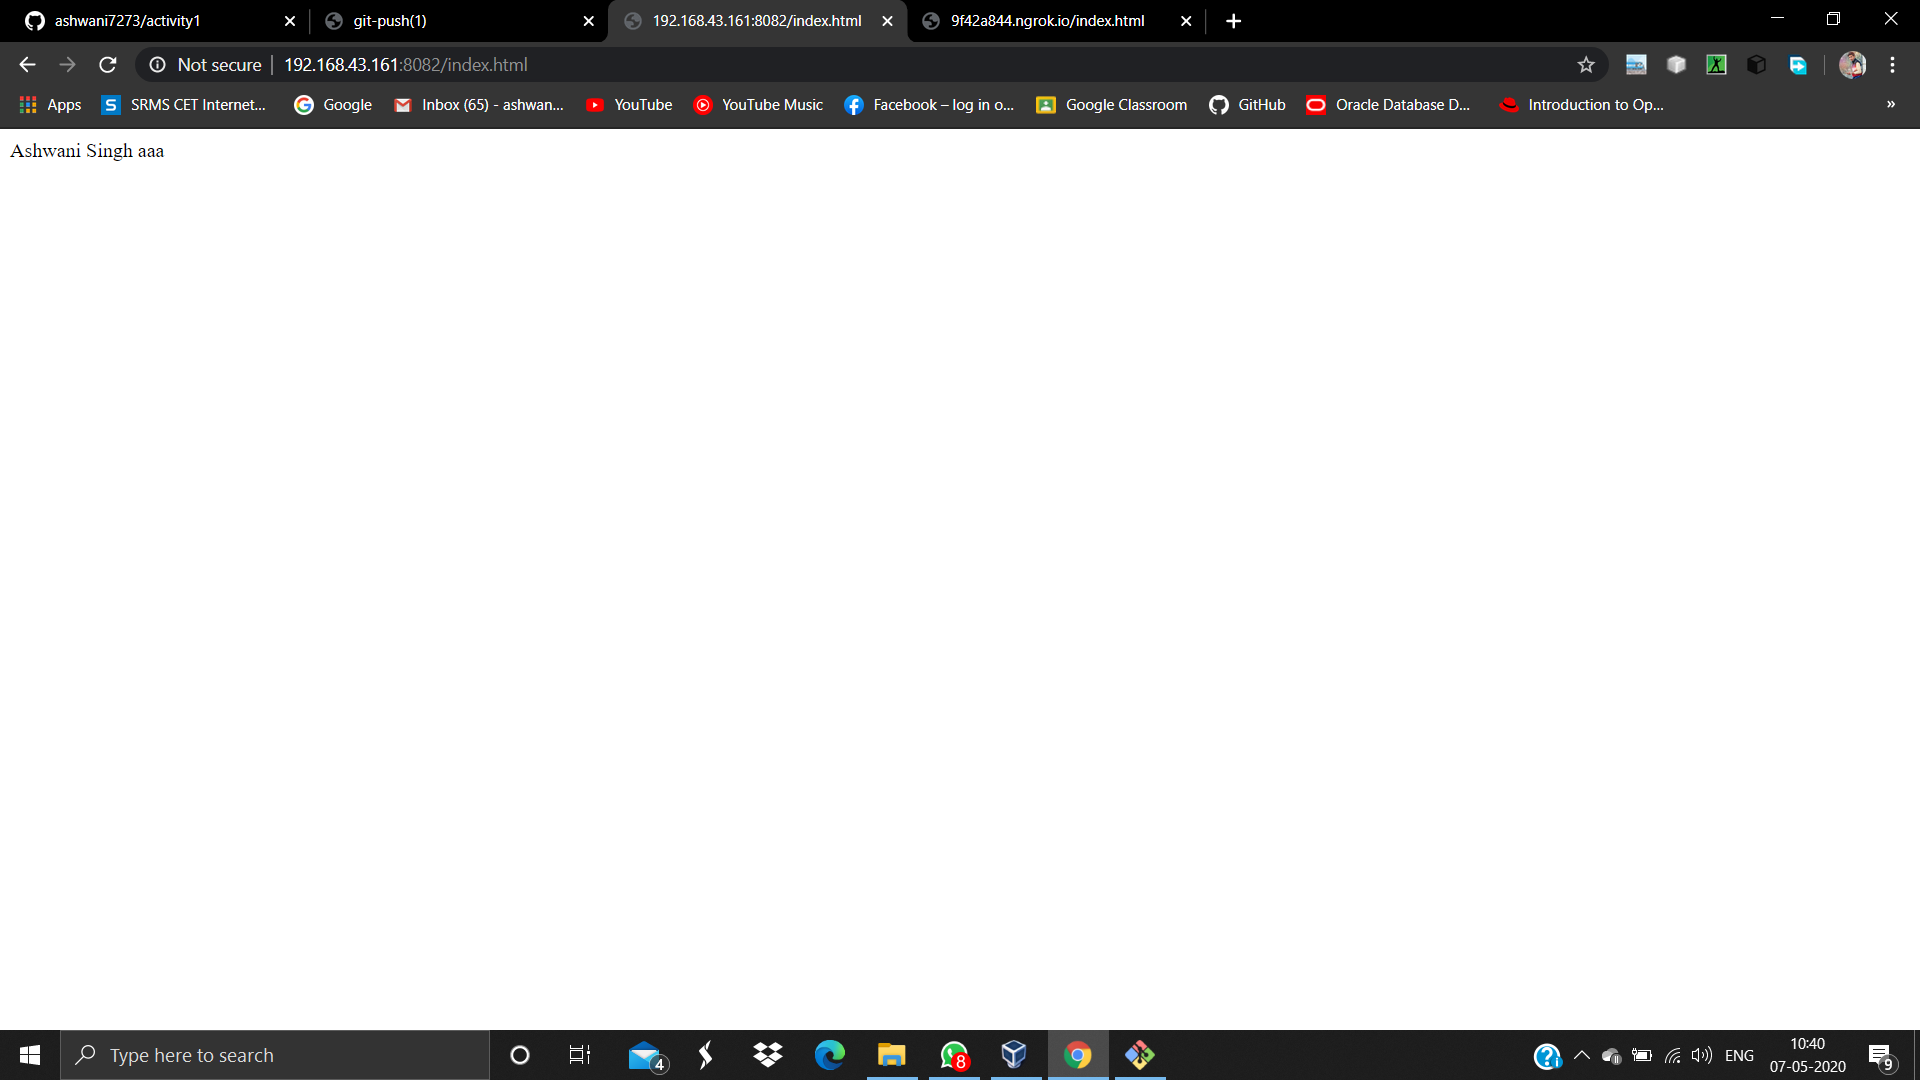 ashwani7273/activity1
git-push(1)
192.168.43.161:8082/index.html
9f42a844.ngrok.io/index.html
Not secure
192.168.43.161:8082/index.html
Apps
S
SRMS CET Internet...
Google
Inbox (65) - ashwan...
YouTube
YouTube Music
Facebook – log in o...
Google Classroom
GitHub
Oracle Database D...
Introduction to Op...
»
Ashwani Singh aaa
Type here to search
4
8
ENG
10:40
07-05-2020
9